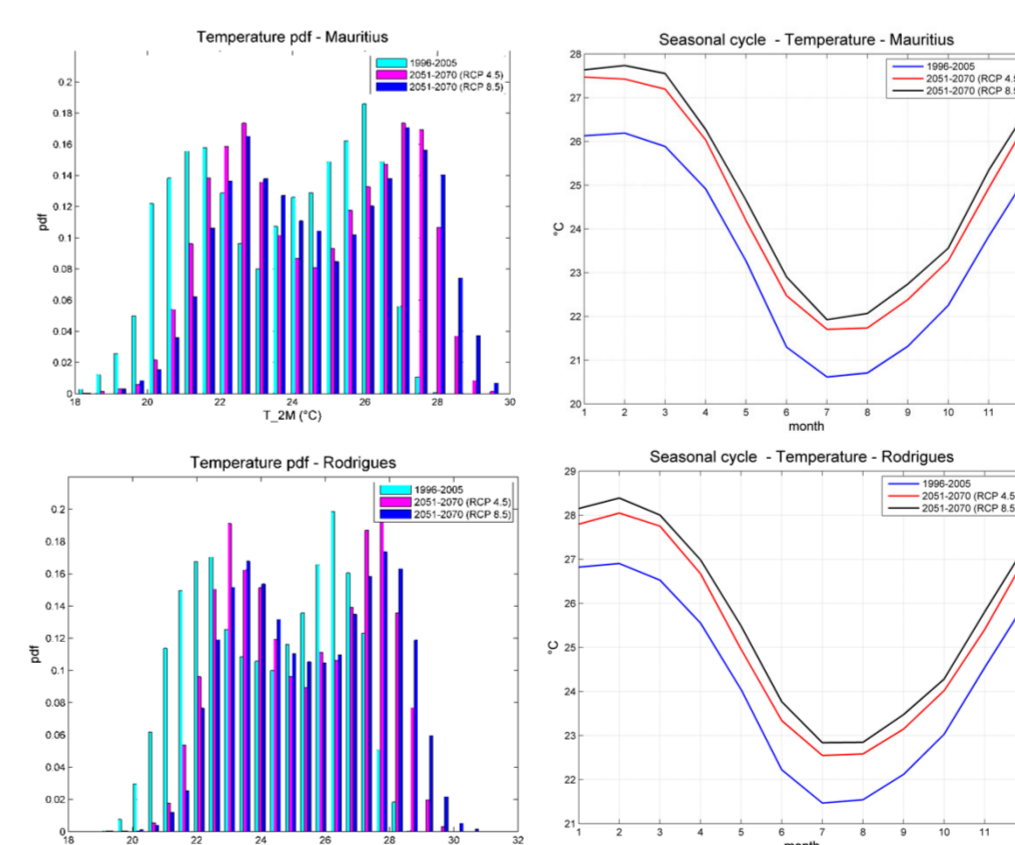 Temperature pdf - Mauritius
1996-2005
2051-2070 (RCP 4.5)
2051-2070 (RCP 8.5)
pdf
0.2
0.18
0.16
0.14
0.12
0.1
0.08
0.06
0.04
0.02
0
18 20 22 24 26 28 30
T_2M (°C)
Seasonal cycle - Temperature - Mauritius
1996-2005
2051-2070 (RCP 4.5
2051-2070 (RCP 8.5
°C
28
27
26
25
24
23
22
21
20
1 2 3 4 5 6 7 8 9 10 11
month
Temperature pdf - Rodrigues
1996-2005
2051-2070 (RCP 4.5)
2051-2070 (RCP 8.5)
pdf
0.2
0.18
0.16
0.14
0.12
0.1
0.08
0.06
0.04
0.02
0
18 20 22 24 26 28 30 32
Seasonal cycle - Temperature - Rodrigues
1996-2005
2051-2070 (RCP 4.5
2051-2070 (RCP 8.5
°C
29
28
27
26
25
24
23
22
21
1 2 3 4 5 6 7 8 9 10 11
month